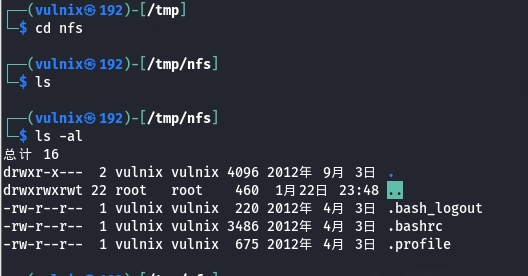 ┌──(vulnix㉿192)-[/tmp]
└─$ cd nfs
┌──(vulnix㉿192)-[/tmp/nfs]
└─$ ls
┌──(vulnix㉿192)-[/tmp/nfs]
└─$ ls -al
总计 16
drwxr-x--- 2 vulnix vulnix 4096 2012年 9月 3日 .
drwxrwxrwt 22 root root 460 1月22日 23:48 ..
-rw-r--r-- 1 vulnix vulnix 220 2012年 4月 3日 .bash_logout
-rw-r--r-- 1 vulnix vulnix 3486 2012年 4月 3日 .bashrc
-rw-r--r-- 1 vulnix vulnix 675 2012年 4月 3日 .profile